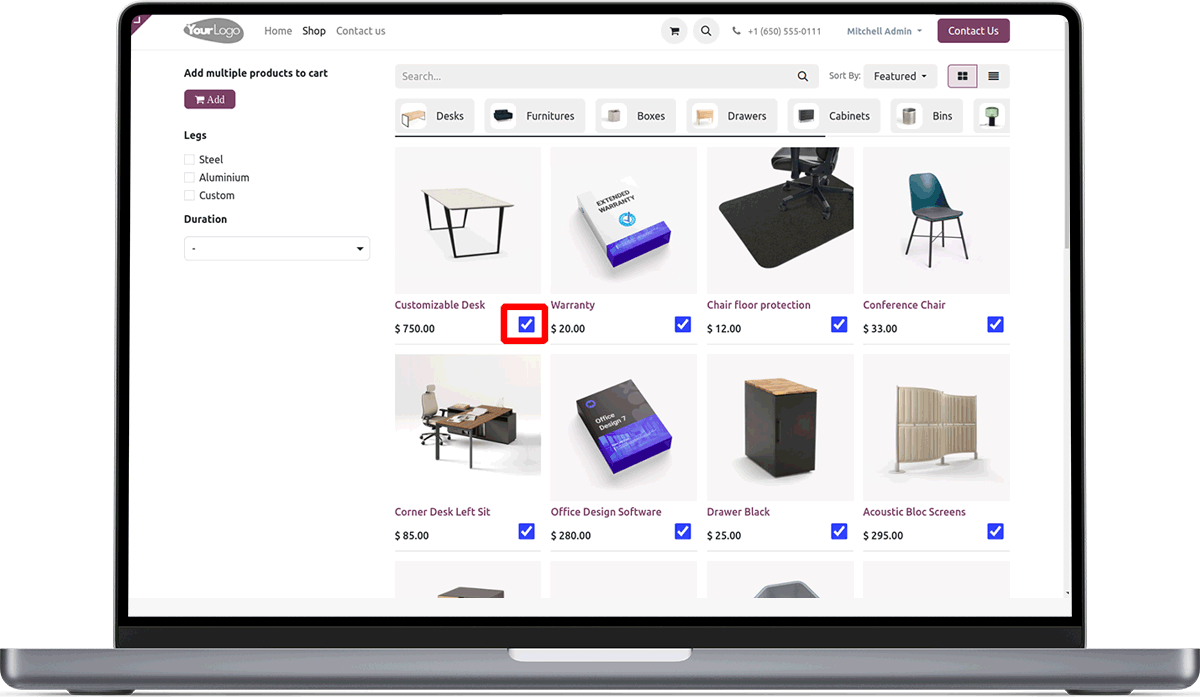 YourLogo
Home Shop Contact us
+1 (650) 555-0111
Mitchell Admin
Contact Us
Add multiple products to cart
Add
Legs
Steel
Aluminium
Custom
Duration
-
Search...
Sort By: Featured
Desks Furnitures Boxes Drawers Cabinets Bins
EXTENDED
WARRANTY
Customizable Desk
$ 750.00
Warranty
$ 20.00
Chair floor protection
$ 12.00
Conference Chair
$ 33.00
Office
Design 7
Corner Desk Left Sit
$ 85.00
Office Design Software
$ 280.00
Drawer Black
$ 25.00
Acoustic Bloc Screens
$ 295.00